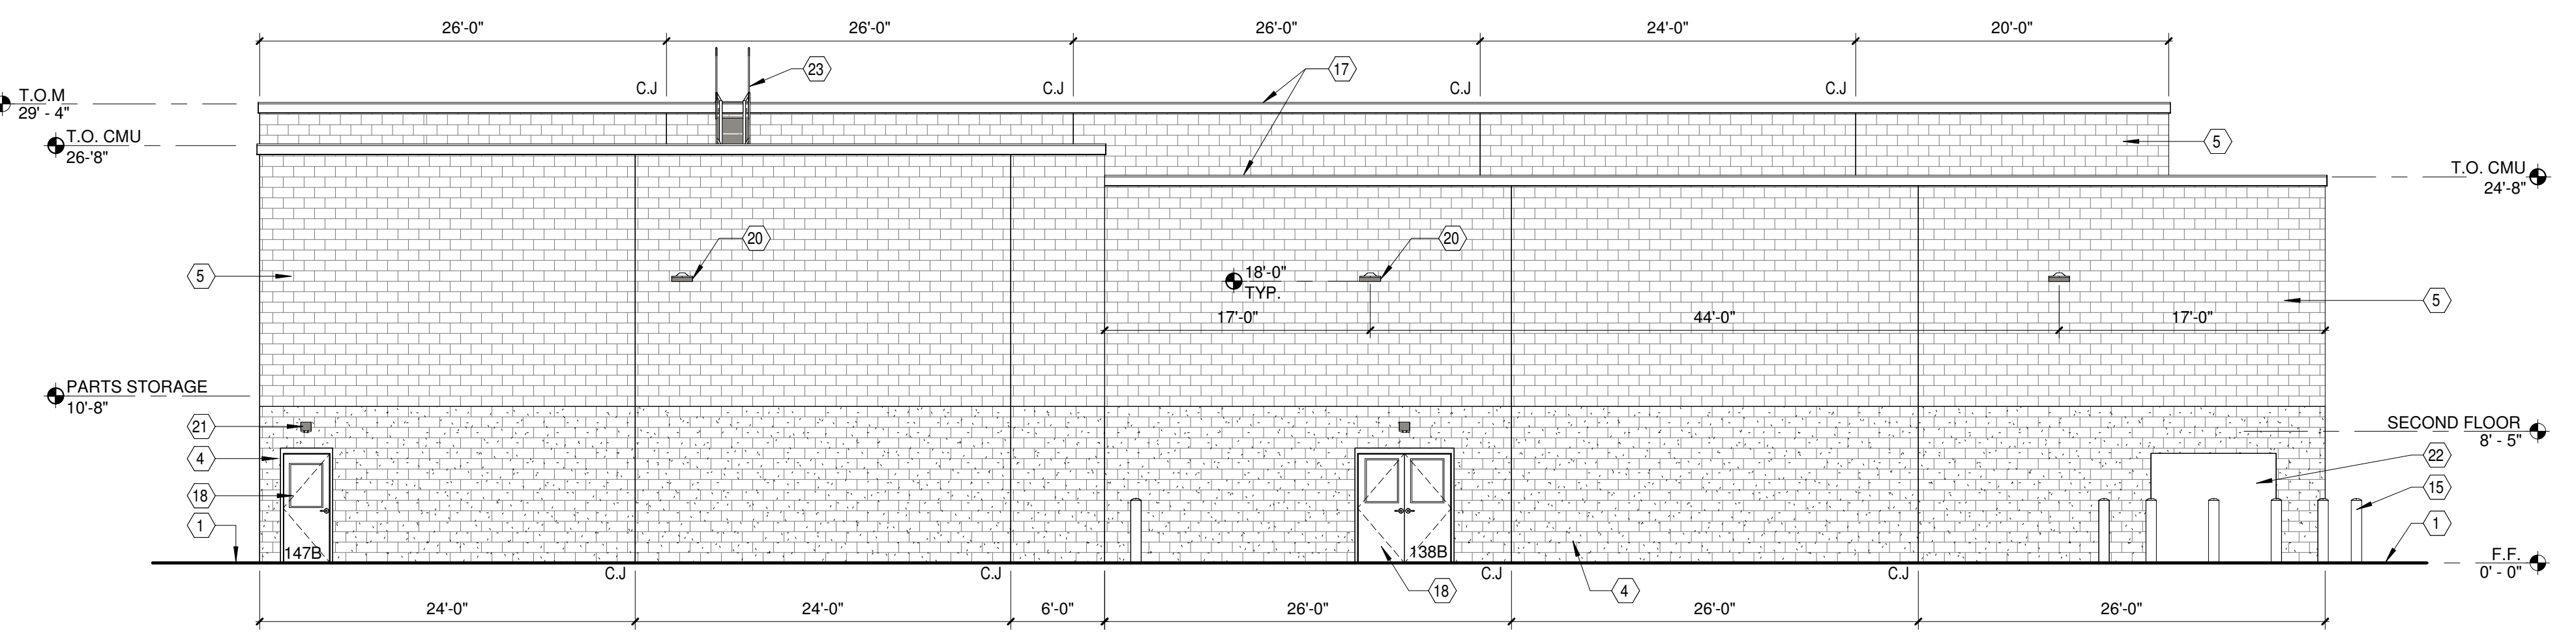 26'-0" 26'-0" 26'-0" 24'-0" 20'-0"
23 17
C.J C.J C.J C.J
T.O.M
29' - 4"
T.O. CMU
26-'8"
5
T.O. CMU
24'-8"
20 20
5
18'-0"
TYP.
5
17'-0" 44'-0" 17'-0"
PARTS STORAGE
10'-8"
21
SECOND FLOOR
8' - 5"
4
22
18
15
1
1
147B 138B
F.F.
0' - 0"
C.J C.J C.J C.J
18 4
24'-0" 24'-0" 6'-0" 26'-0" 26'-0" 26'-0"